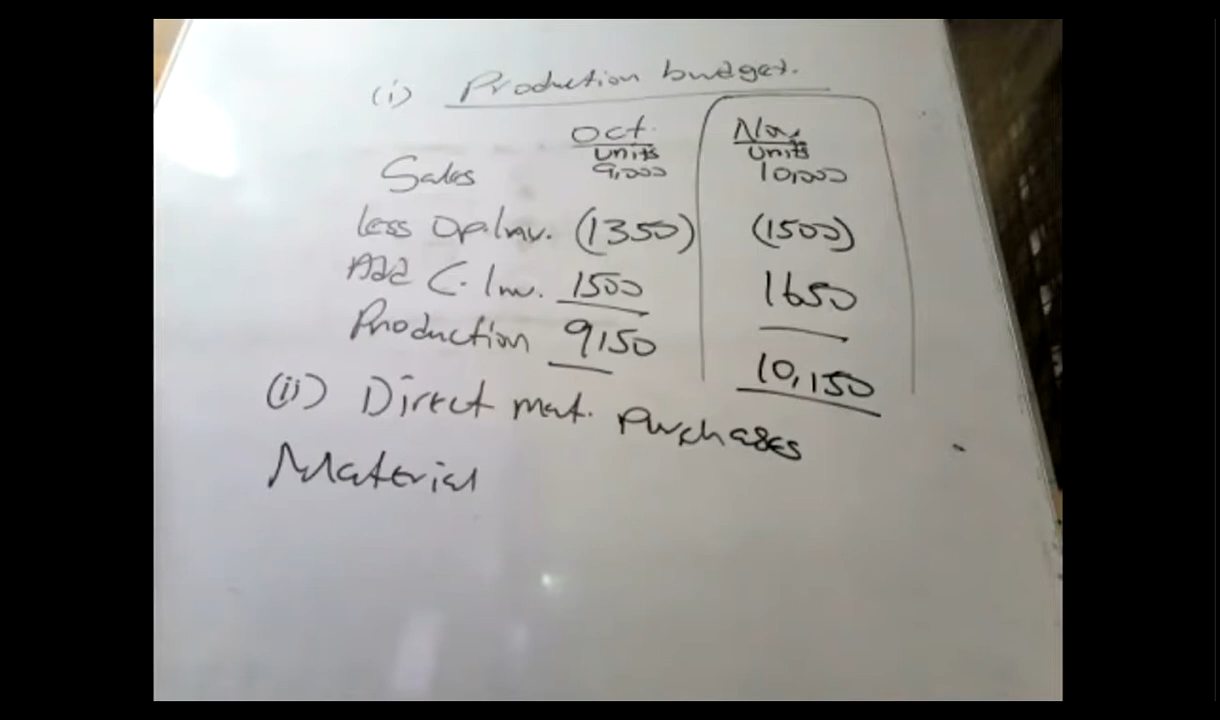 (i) Production budget.
Oct. Nov.
Units Units
Sales 9,000 10,000
Less Op. Inv. (1350) (1500)
Add C. Inv. 1500 1650
Production 9150 10,150
(ii) Direct mat. Purchases
Material